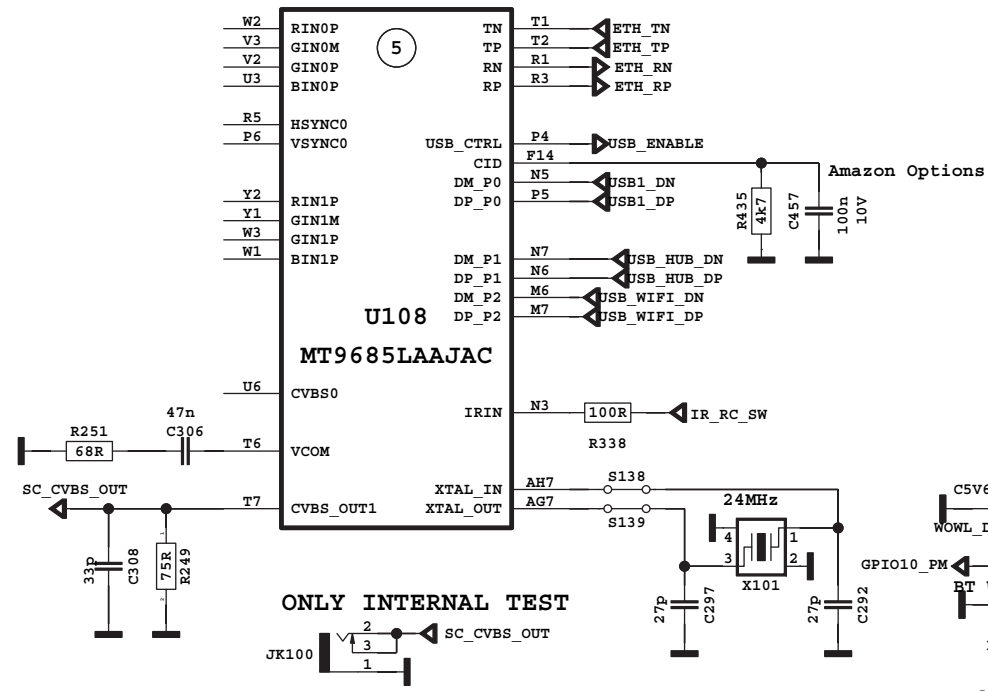 W2 RIN0P TN T1 ETH_TN
V3 GIN0M 5 TP T2 ETH_TP
V2 GIN0P RN R1 ETH_RN
U3 BIN0P RP R3 ETH_RP
R5 HSYNC0
P6 VSYNC0 USB_CTRL P4 USB_ENABLE
CID F14
Amazon Options
DM_P0 N5 USB1_DN
Y2 RIN1P DP_P0 P5 USB1_DP
R435 4k7 C457 100n 10V
Y1 GIN1M
W3 GIN1P
W1 BIN1P DM_P1 N7 USB_HUB_DN
DP_P1 N6 USB_HUB_DP
DM_P2 M6 USB_WIFI_DN
U108 DP_P2 M7 USB_WIFI_DP
MT9685LAAJAC
U6 CVBS0
47n
C306
IRIN N3 100R IR_RC_SW
R338
R251
68R
T6 VCOM
SC_CVBS_OUT
XTAL_IN AH7 S138
T7 CVBS_OUT1 XTAL_OUT AG7 S139
24MHz
4 1
3 2
X101
33p C308
1 75R R249
27p C297
27p C292
C5V6
WOWL_D
GPIO10_PM
BT
ONLY INTERNAL TEST
JK100
2 SC_CVBS_OUT
3
1